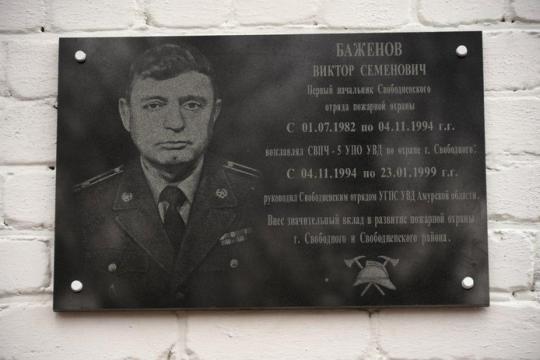 БАЖЕНОВ
ВИКТОР СЕМЕНОВИЧ
Первый начальник Свободненского
отряда пожарной охраны
С 01.07.1982 по 04.11.1994 г.г.
возглавлял СВПЧ - 5 УПО УВД по охране г. Свободного;
С 04.11.1994 по 23.01.1999 г.г.
руководил Свободненским отрядом УГПС УВД Амурской области.
Внес значительный вклад в развитие пожарной охраны
г. Свободного и Свободненского района.